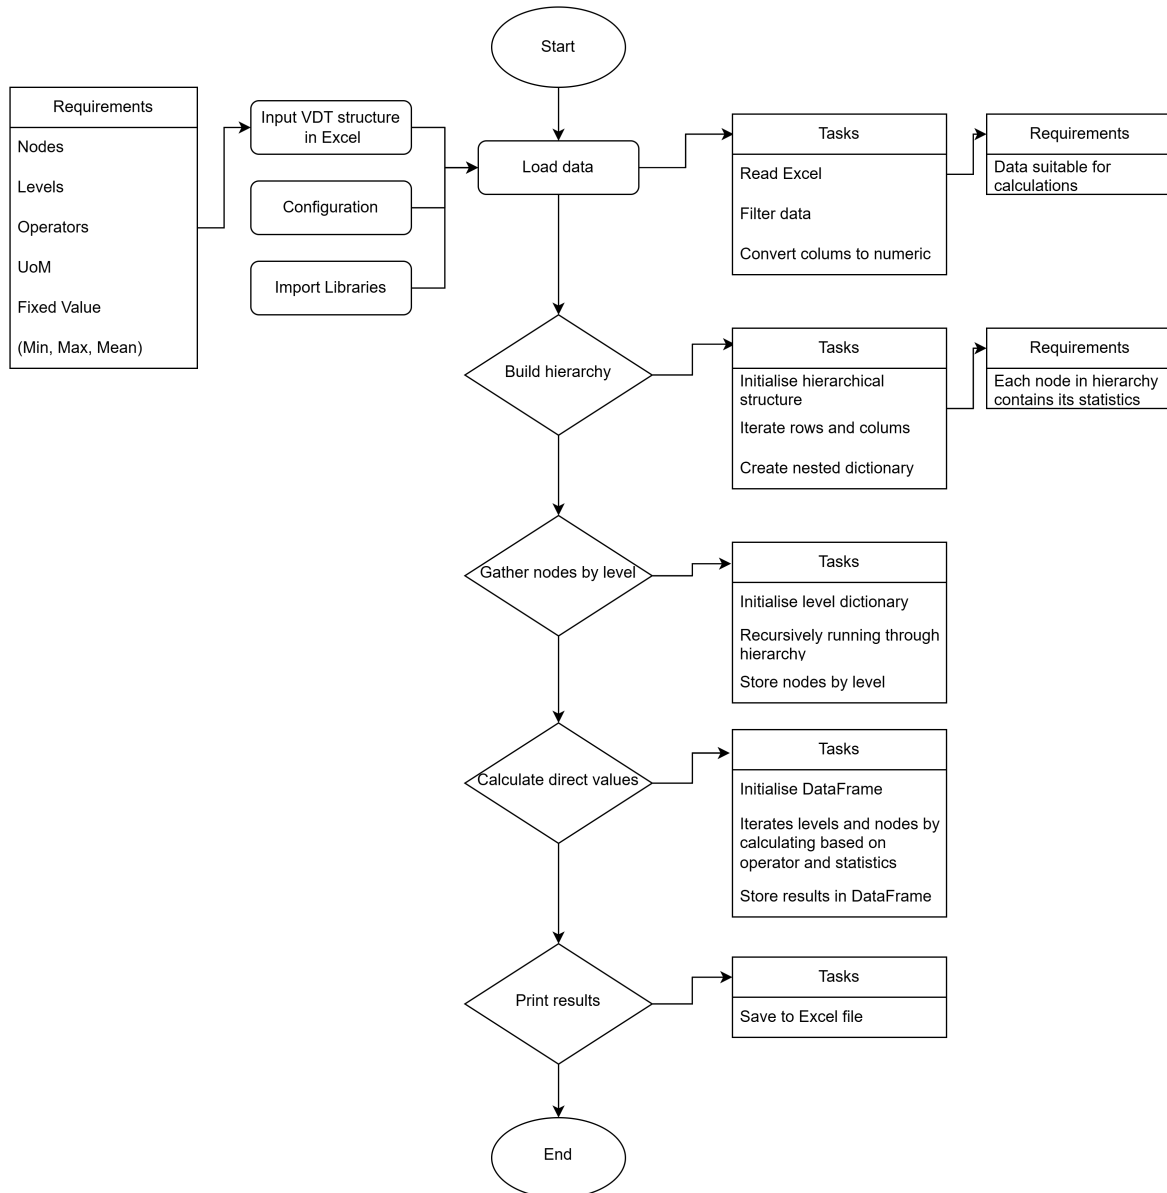 Start
Requirements
Nodes
Levels
Operators
UoM
Fixed Value
(Min, Max, Mean)
Input VDT structure
in Excel
Configuration
Import Libraries
Load data
Tasks
Read Excel
Filter data
Convert colums to numeric
Requirements
Data suitable for
calculations
Build hierarchy
Tasks
Initialise hierarchical
structure
Iterate rows and colums
Create nested dictionary
Requirements
Each node in hierarchy
contains its statistics
Gather nodes by level
Tasks
Initialise level dictionary
Recursively running through
hierarchy
Store nodes by level
Calculate direct values
Tasks
Initialise DataFrame
Iterates levels and nodes by
calculating based on
operator and statistics
Store results in DataFrame
Print results
Tasks
Save to Excel file
End